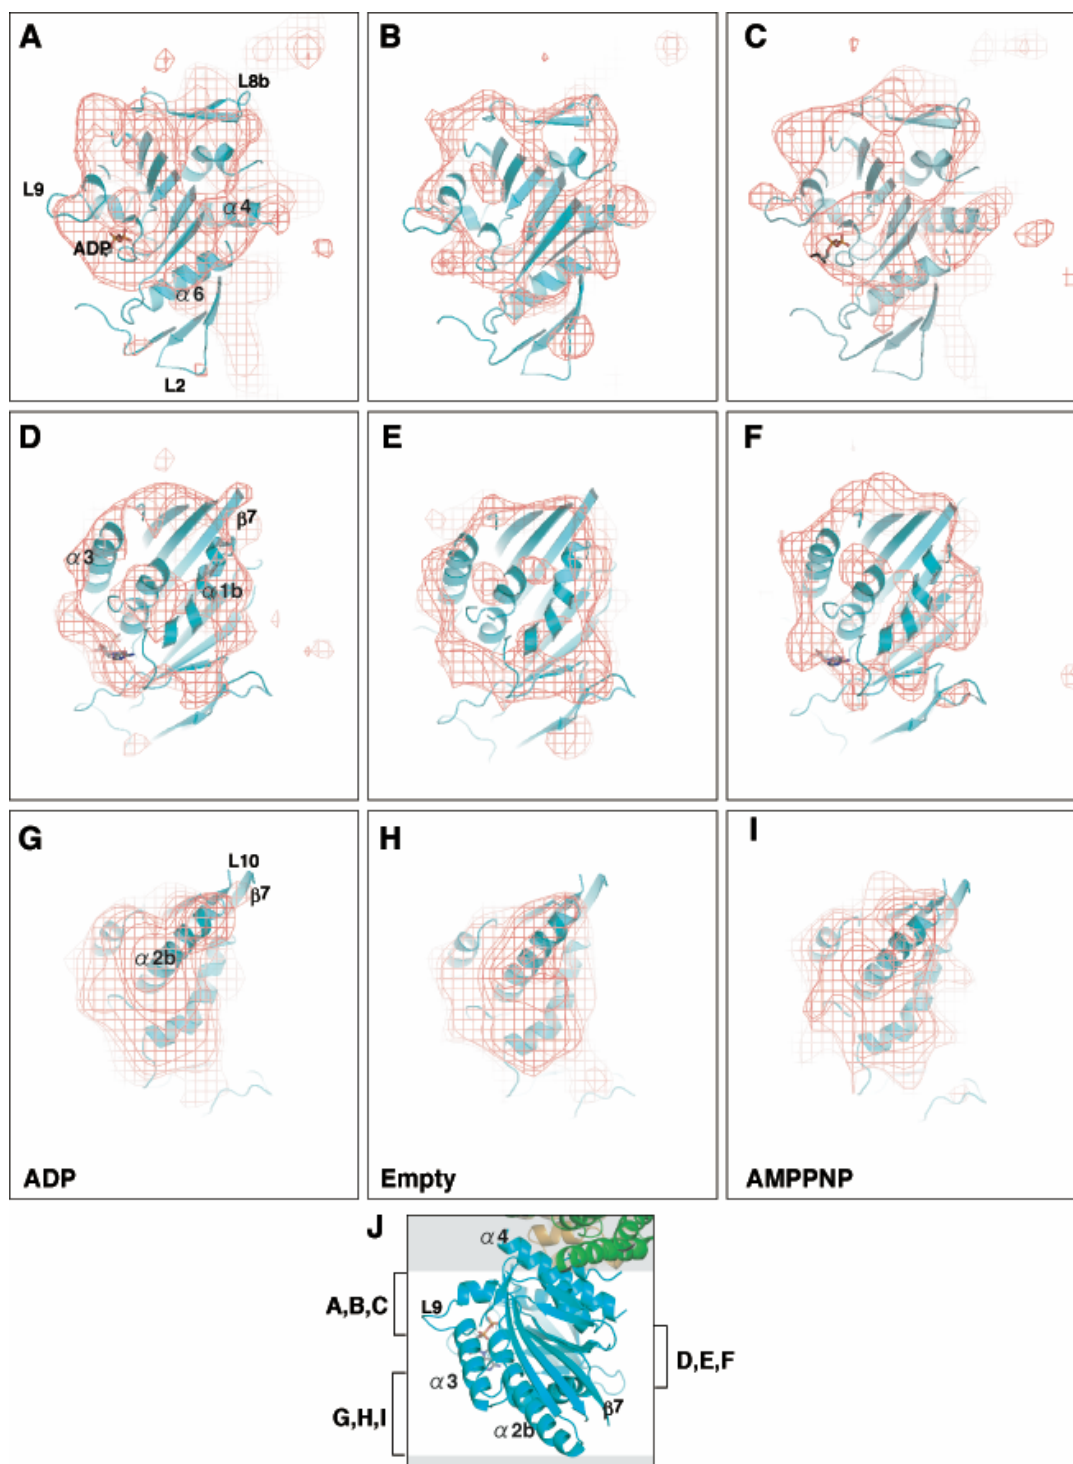 A
B
C
L8b
L9
α4
ADP
α6
L2
D
E
F
β7
α3
α1b
G
H
I
L10
β7
α2b
ADP
Empty
AMPPNP
J
α4
A,B,C
L9
D,E,F
α3
G,H,I
β7
α2b